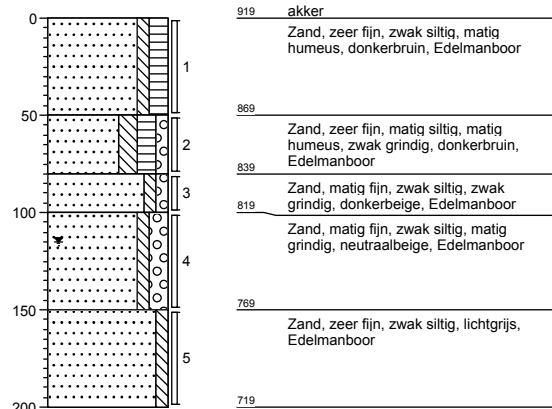 0
50
100
150
200
1
2
3
4
5
919 akker
Zand, zeer fijn, zwak siltig, matig
humeus, donkerbruin, Edelmanboor
869
Zand, zeer fijn, matig siltig, matig
humeus, zwak grindig, donkerbruin,
Edelmanboor
839
Zand, matig fijn, zwak siltig, zwak
grindig, donkerbeige, Edelmanboor
819
Zand, matig fijn, zwak siltig, matig
grindig, neutraalbeige, Edelmanboor
769
Zand, zeer fijn, zwak siltig, lichtgrijs,
Edelmanboor
719